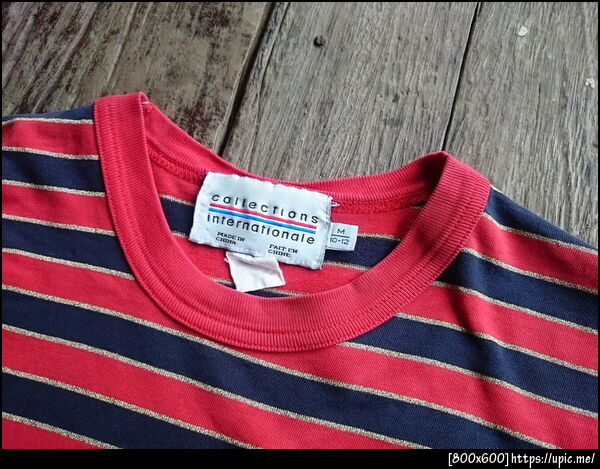 collections
internationale
MADE IN
CHINA
FAIT EN
CHINE
M
10-12
[800x600]https://upic.me/